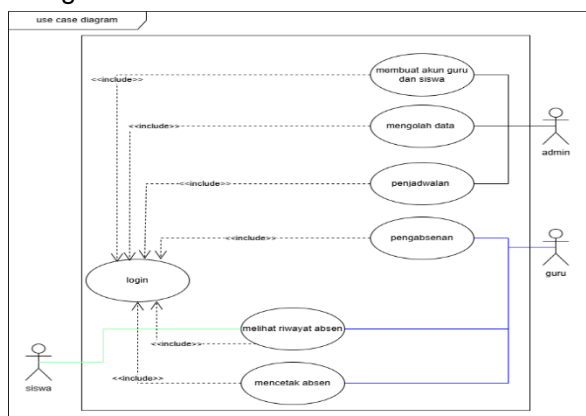 use case diagram
membuat akun guru
dan siswa
<<include>>
mengolah data
<<include>>
admin
penjadwalan
<<include>>
pengabsenan
<<include>>
guru
login
melihat riwayat absen
<<include>>
siswa
mencetak absen
<<include>>